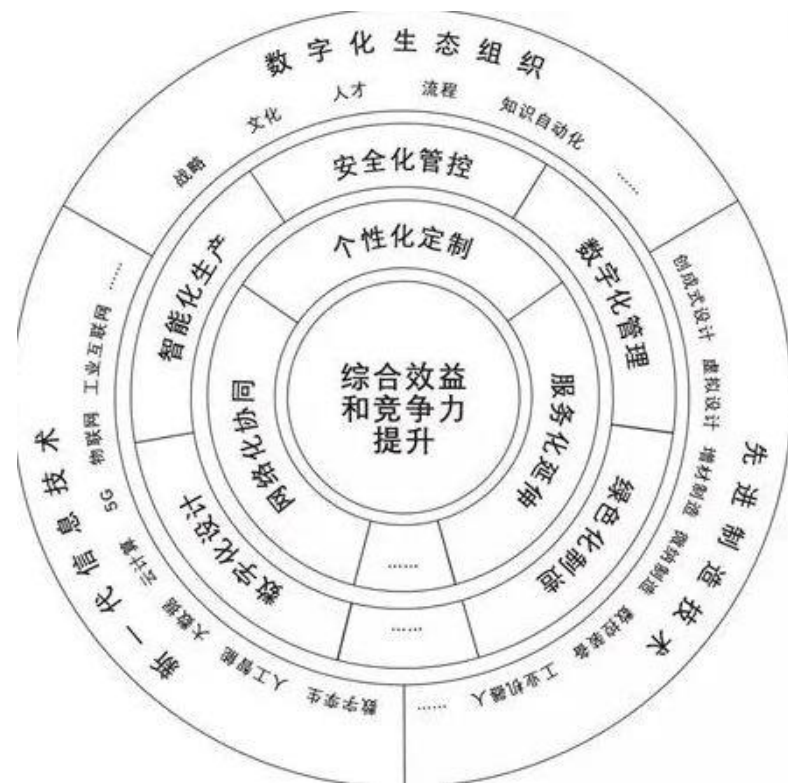 数字化生态组织
战略 文化 人才 流程 知识自动化 ……
安全化管控
数字化管理
绿色化制造
……
数字化设计
智能化生产
个性化定制
服务化延伸
……
网络化协同
综合效益
和竞争力
提升
先进制造技术
创成式设计 虚拟设计 增材制造 微纳制造 数控装备 工业机器人 ……
新一代信息技术
数字孪生 人工智能 大数据 云计算 5G 物联网 工业互联网 ……